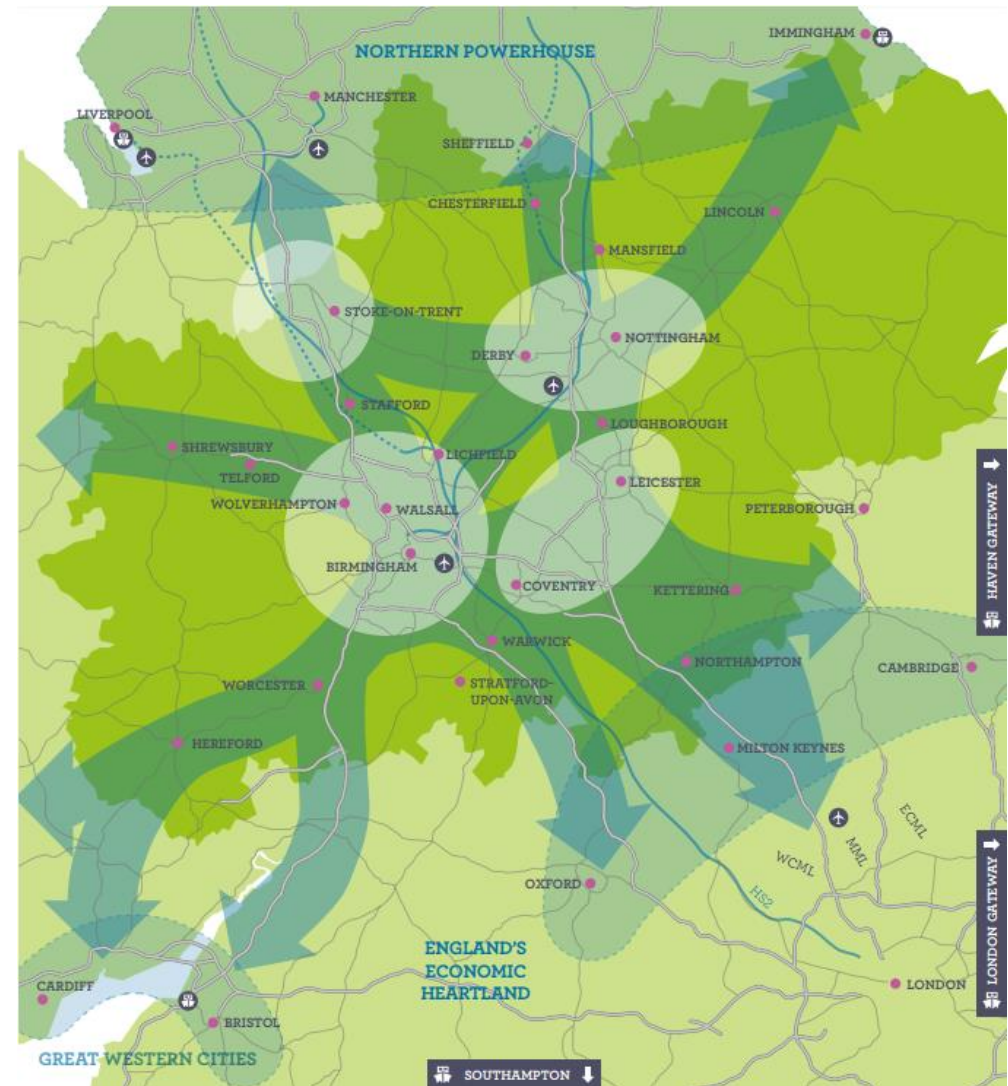 IMMINGHAM
NORTHERN POWERHOUSE
MANCHESTER
LIVERPOOL
SHEFFIELD
CHESTERFIELD
LINCOLN
MANSFIELD
STOKE-ON-TRENT
NOTTINGHAM
DERBY
STAFFORD
LOUGHBOROUGH
SHREWSBURY
LICHFIELD
TELFORD
LEICESTER
WOLVERHAMPTON
WALSALL
PETERBOROUGH
HAVEN GATEWAY
BIRMINGHAM
COVENTRY
KETTERING
WARWICK
NORTHAMPTON
CAMBRIDGE
WORCESTER
STRATFORD-
UPON-AVON
HEREFORD
MILTON KEYNES
ECML
MML
WCML
OXFORD
HS2
LONDON GATEWAY
ENGLAND'S
ECONOMIC
HEARTLAND
LONDON
CARDIFF
BRISTOL
GREAT WESTERN CITIES
SOUTHAMPTON